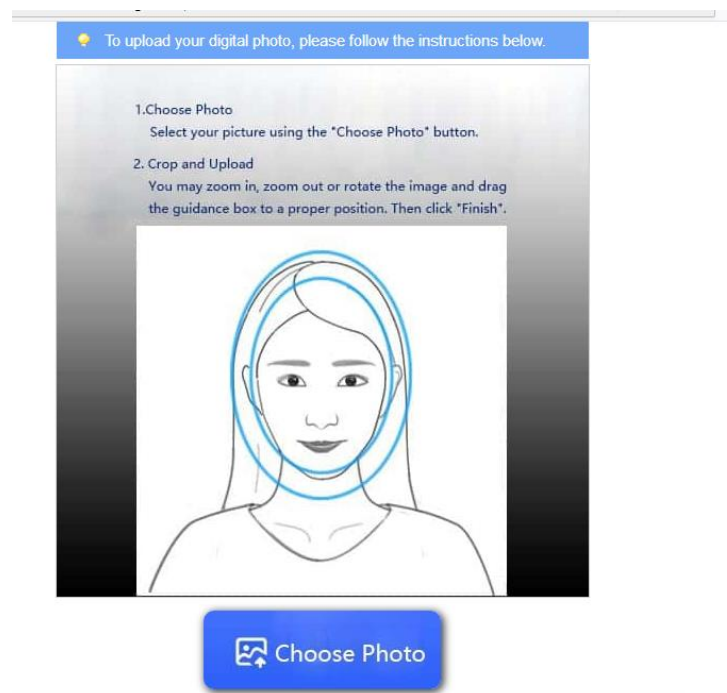 To upload your digital photo, please follow the instructions below.
1.Choose Photo
Select your picture using the "Choose Photo" button.
2. Crop and Upload
You may zoom in, zoom out or rotate the image and drag
the guidance box to a proper position. Then click "Finish".
Choose Photo